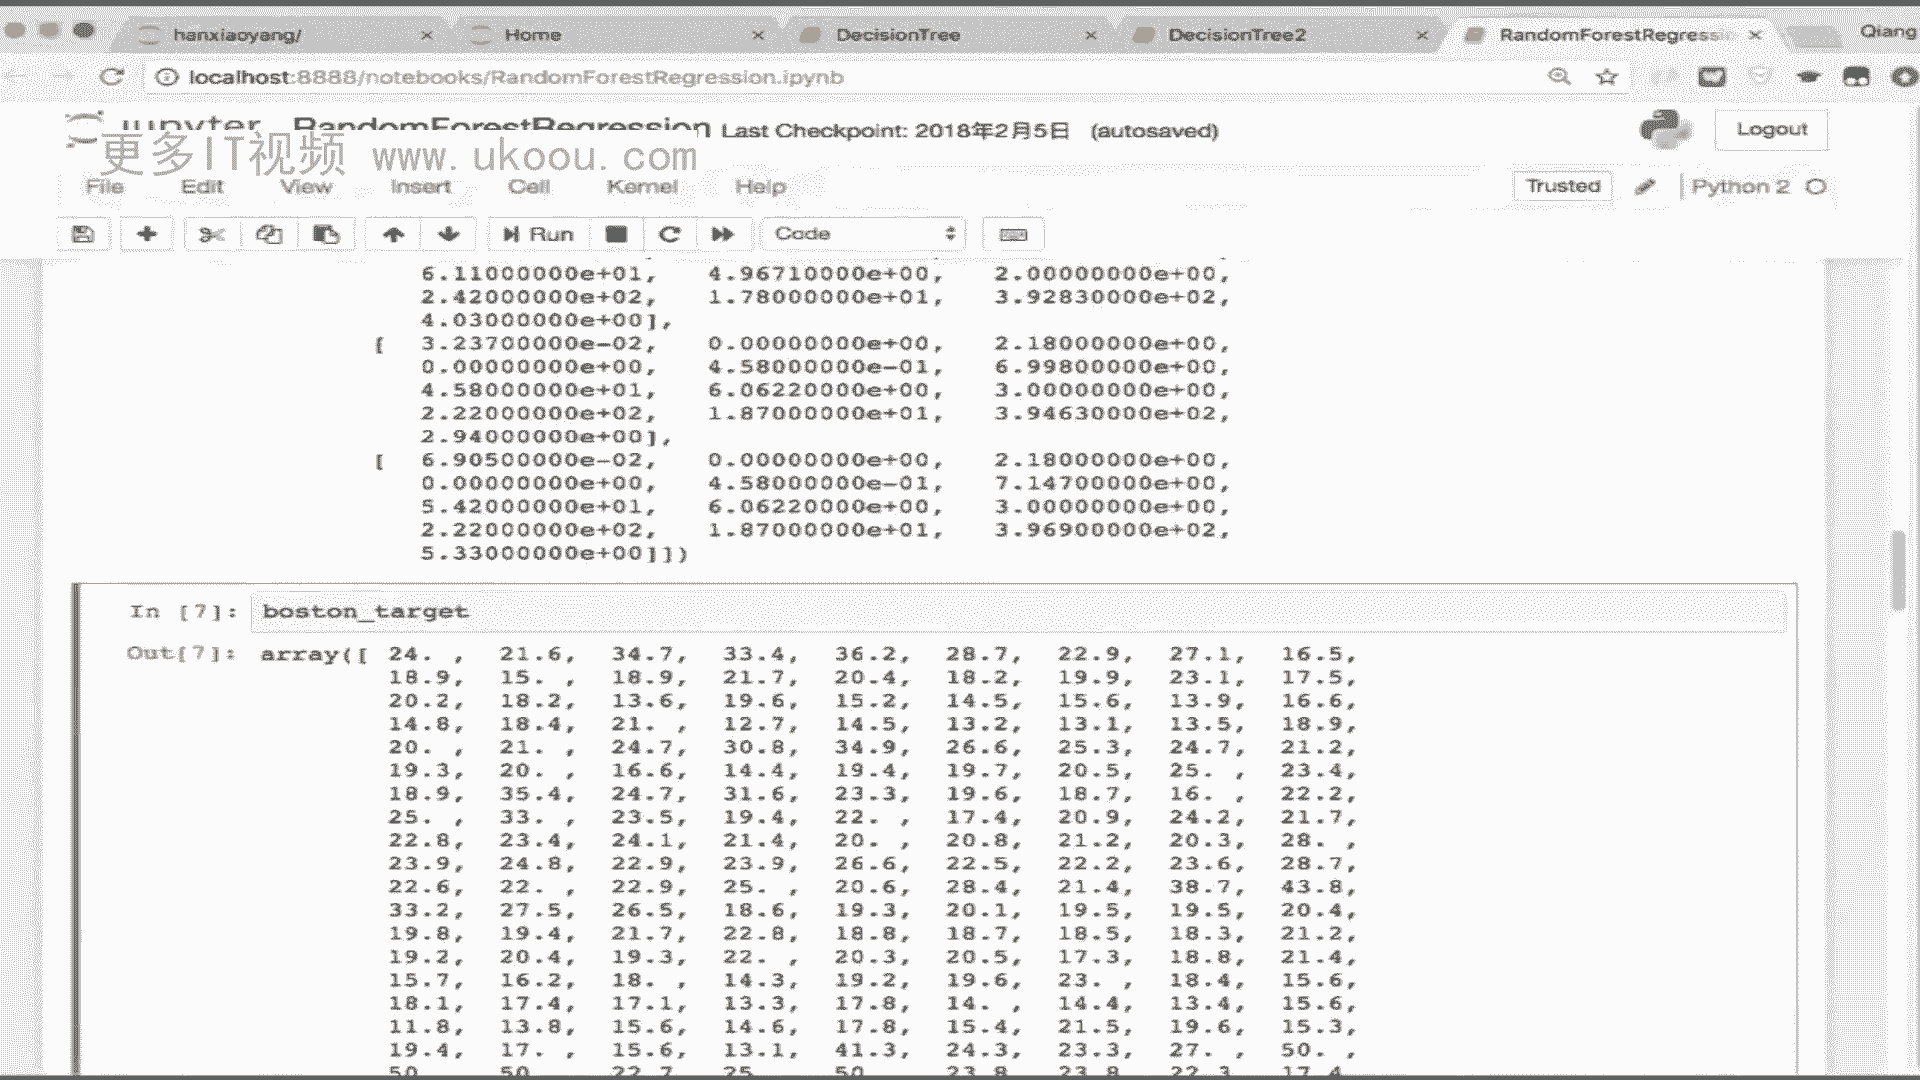 hanxiaoyang/ × Home × DecisionTree × DecisionTree2 × RandomForestRegressi × Qiang
localhost:8888/notebooks/RandomForestRegression.ipynb
jupyter RandomForestRegression Last Checkpoint: 2018年2月5日 (autosaved) Logout
更多IT视频 www.ukoou.com
File Edit View Insert Cell Kernel Help Trusted Python 2
Run Code
6.11000000e+01, 4.96710000e+00, 2.00000000e+00,
2.42000000e+02, 1.78000000e+01, 3.92830000e+02,
4.03000000e+00],
[ 3.23700000e-02, 0.00000000e+00, 2.18000000e+00,
0.00000000e+00, 4.58000000e-01, 6.99800000e+00,
4.58000000e+01, 6.06220000e+00, 3.00000000e+00,
2.22000000e+02, 1.87000000e+01, 3.94630000e+02,
2.94000000e+00],
[ 6.90500000e-02, 0.00000000e+00, 2.18000000e+00,
0.00000000e+00, 4.58000000e-01, 7.14700000e+00,
5.42000000e+01, 6.06220000e+00, 3.00000000e+00,
2.22000000e+02, 1.87000000e+01, 3.96900000e+02,
5.33000000e+00]])
In [7]: boston_target
Out[7]: array([ 24. , 21.6, 34.7, 33.4, 36.2, 28.7, 22.9, 27.1, 16.5,
18.9, 15. , 18.9, 21.7, 20.4, 18.2, 19.9, 23.1, 17.5,
20.2, 18.2, 13.6, 19.6, 15.2, 14.5, 15.6, 13.9, 16.6,
14.8, 18.4, 21. , 12.7, 14.5, 13.2, 13.1, 13.5, 18.9,
20. , 21. , 24.7, 30.8, 34.9, 26.6, 25.3, 24.7, 21.2,
19.3, 20. , 16.6, 14.4, 19.4, 19.7, 20.5, 25. , 23.4,
18.9, 35.4, 24.7, 31.6, 23.3, 19.6, 18.7, 16. , 22.2,
25. , 33. , 23.5, 19.4, 22. , 17.4, 20.9, 24.2, 21.7,
22.8, 23.4, 24.1, 21.4, 20. , 20.8, 21.2, 20.3, 28. ,
23.9, 24.8, 22.9, 23.9, 26.6, 22.5, 22.2, 23.6, 28.7,
22.6, 22. , 22.9, 25. , 20.6, 28.4, 21.4, 38.7, 43.8,
33.2, 27.5, 26.5, 18.6, 19.3, 20.1, 19.5, 19.5, 20.4,
19.8, 19.4, 21.7, 22.8, 18.8, 18.7, 18.5, 18.3, 21.2,
19.2, 20.4, 19.3, 22. , 20.3, 20.5, 17.3, 18.8, 21.4,
15.7, 16.2, 18. , 14.3, 19.2, 19.6, 23. , 18.4, 15.6,
18.1, 17.4, 17.1, 13.3, 17.8, 14. , 14.4, 13.4, 15.6,
11.8, 13.8, 15.6, 14.6, 17.8, 15.4, 21.5, 19.6, 15.3,
19.4, 17. , 15.6, 13.1, 41.3, 24.3, 23.3, 27. , 50. ,
50 50 22.7 25 50 23.8 23.8 22.3 17.4